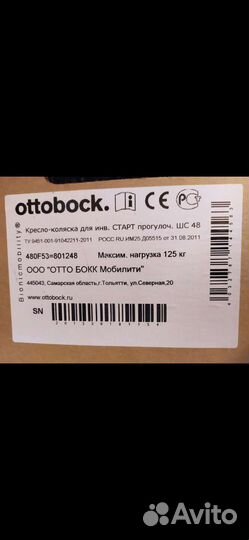 ottobock.
Кресло-коляска для инв. СТАРТ прогулоч. ШС 48
ТУ 9451-001-91042211-2011 РОСС RU ИМ25 Д05515 от 31.08.2011
480F53=801248 Максим. нагрузка 125 кг
ООО "ОТТО БОКК Мобилити"
445043, Самарская область,г.Тольятти, ул.Северная,20
www.ottobock.ru
SN
Bionicmobility®
Avito